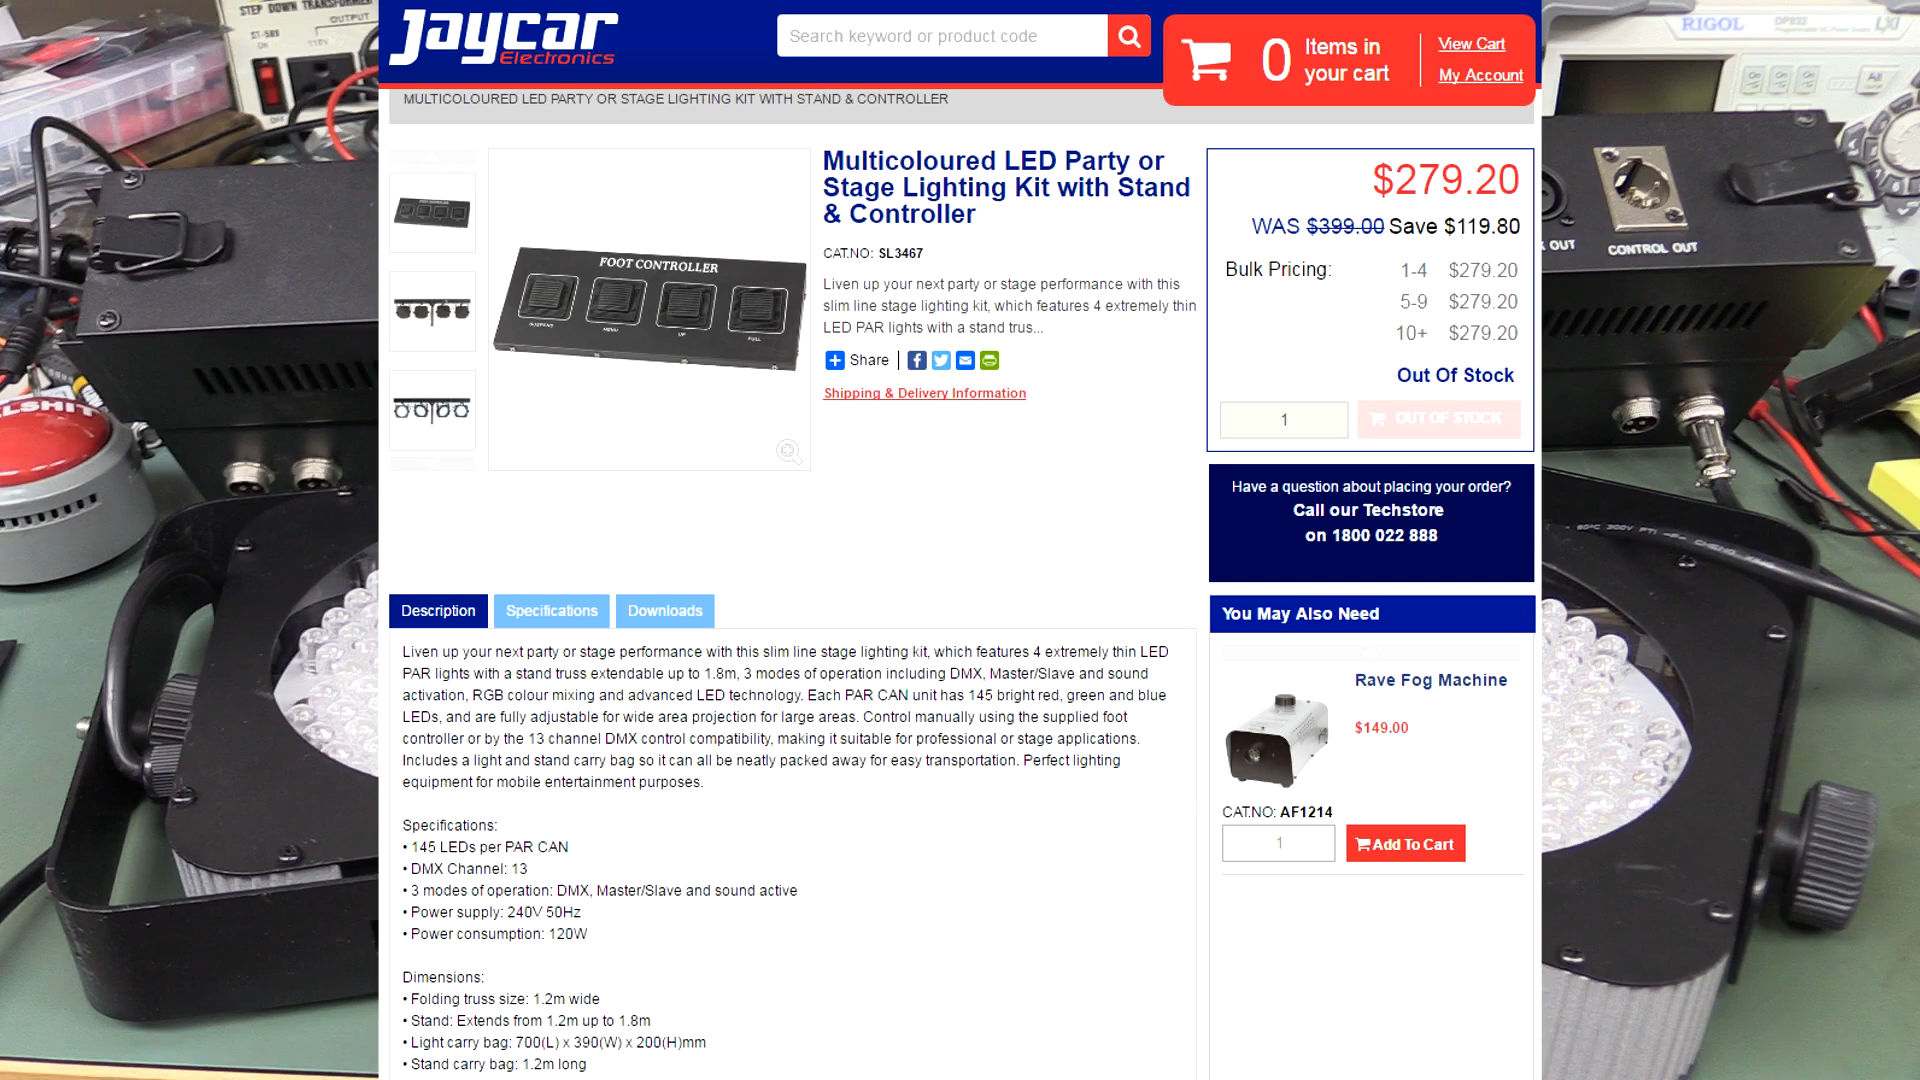 STEP DOWN TRANSFORMER
OUTPUT
ON
OFF
Jaycar
Electronics
Search keyword or product code
0
Items in
your cart
View Cart
My Account
RIGOL
LXI
MULTICOLOURED LED PARTY OR STAGE LIGHTING KIT WITH STAND & CONTROLLER
Multicoloured LED Party or
Stage Lighting Kit with Stand
& Controller
CAT.NO: SL3467
Liven up your next party or stage performance with this
slim line stage lighting kit, which features 4 extremely thin
LED PAR lights with a stand trus...
Share
Shipping & Delivery Information
FOOT CONTROLLER
MENU
UP
FULL
$279.20
WAS $399.00 Save $119.80
Bulk Pricing:
1-4 $279.20
5-9 $279.20
10+ $279.20
Out Of Stock
1
OUT OF STOCK
OUT
CONTROL OUT
Have a question about placing your order?
Call our Techstore
on 1800 022 888
Description
Specifications
Downloads
Liven up your next party or stage performance with this slim line stage lighting kit, which features 4 extremely thin LED
PAR lights with a stand truss extendable up to 1.8m, 3 modes of operation including DMX, Master/Slave and sound
activation, RGB colour mixing and advanced LED technology. Each PAR CAN unit has 145 bright red, green and blue
LEDs, and are fully adjustable for wide area projection for large areas. Control manually using the supplied foot
controller or by the 13 channel DMX control compatibility, making it suitable for professional or stage applications.
Includes a light and stand carry bag so it can all be neatly packed away for easy transportation. Perfect lighting
equipment for mobile entertainment purposes.
Specifications:
• 145 LEDs per PAR CAN
• DMX Channel: 13
• 3 modes of operation: DMX, Master/Slave and sound active
• Power supply: 240V 50Hz
• Power consumption: 120W
Dimensions:
• Folding truss size: 1.2m wide
• Stand: Extends from 1.2m up to 1.8m
• Light carry bag: 700(L) x 390(W) x 200(H)mm
• Stand carry bag: 1.2m long
You May Also Need
Rave Fog Machine
$149.00
CAT.NO: AF1214
1
Add To Cart